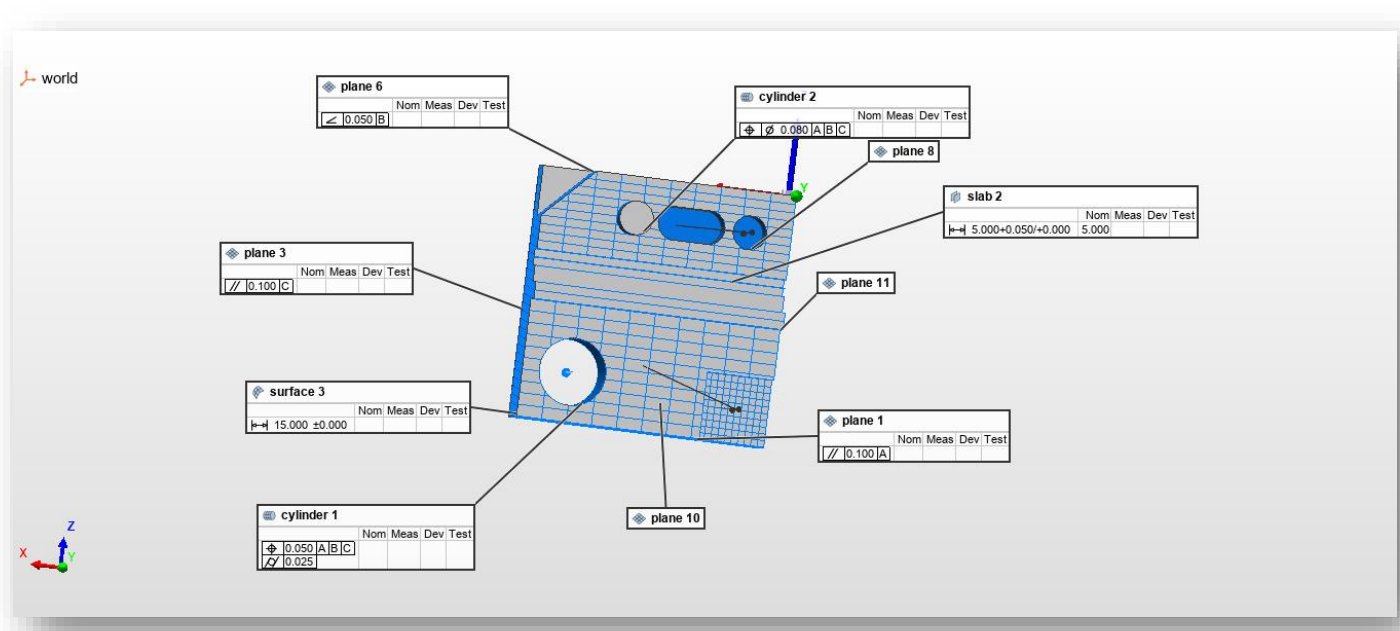 world
plane 6
Nom Meas Dev Test
∠ 0.050 B
cylinder 2
Nom Meas Dev Test
⌖ Ø 0.080 A B C
plane 8
Y
slab 2
Nom Meas Dev Test
5.000+0.050/+0.000 5.000
plane 3
Nom Meas Dev Test
// 0.100 C
plane 11
surface 3
Nom Meas Dev Test
15.000 ±0.000
plane 1
Nom Meas Dev Test
// 0.100 A
cylinder 1
Nom Meas Dev Test
⌖ 0.050 A B C
⌭ 0.025
plane 10
Z
X
Y